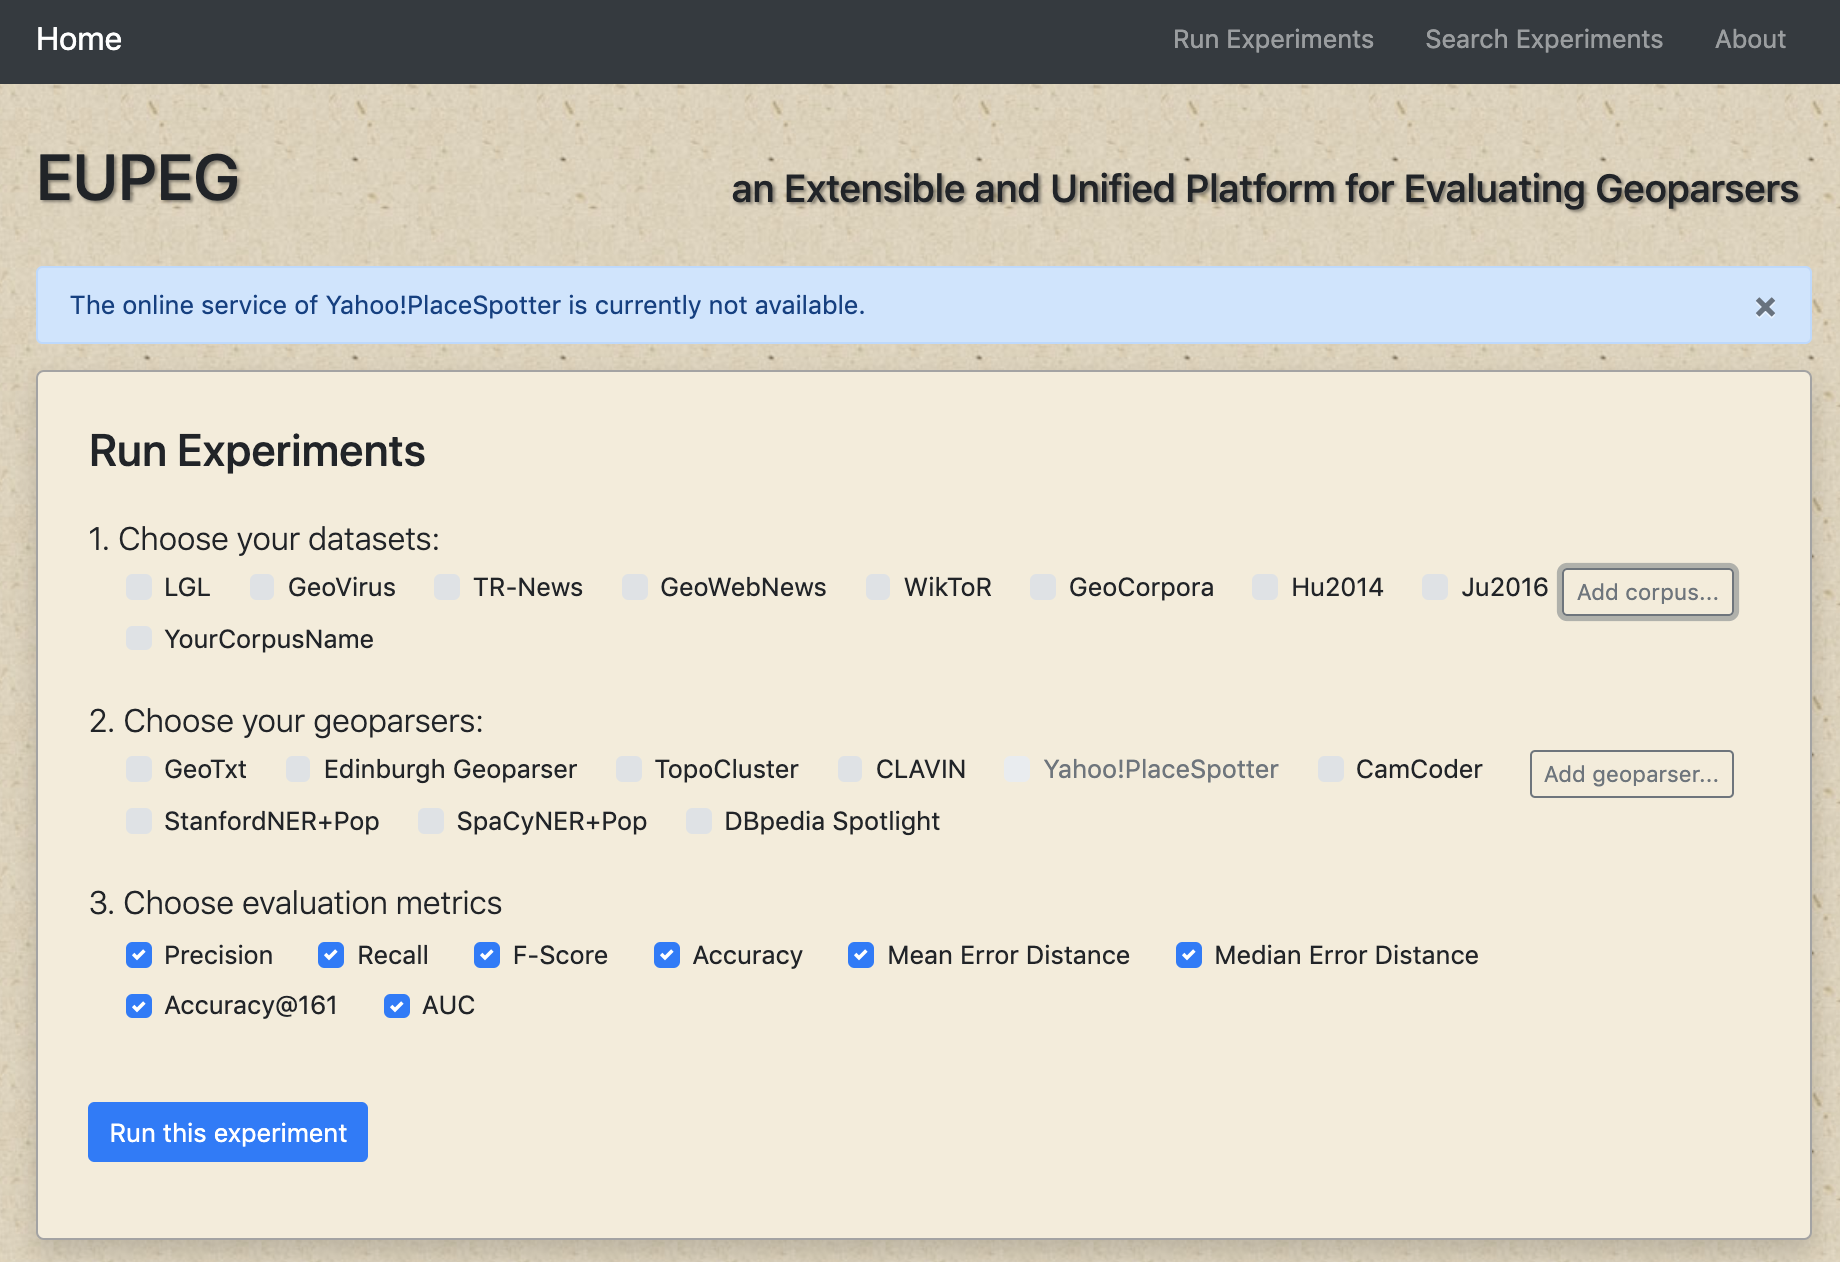 Home Run Experiments Search Experiments About
EUPEG an Extensible and Unified Platform for Evaluating Geoparsers
The online service of Yahoo!PlaceSpotter is currently not available. ×
Run Experiments
1. Choose your datasets:
LGL GeoVirus TR-News GeoWebNews WikToR GeoCorpora Hu2014 Ju2016 Add corpus...
YourCorpusName
2. Choose your geoparsers:
GeoTxt Edinburgh Geoparser TopoCluster CLAVIN Yahoo!PlaceSpotter CamCoder Add geoparser...
StanfordNER+Pop SpaCyNER+Pop DBpedia Spotlight
3. Choose evaluation metrics
Precision Recall F-Score Accuracy Mean Error Distance Median Error Distance
Accuracy@161 AUC
Run this experiment